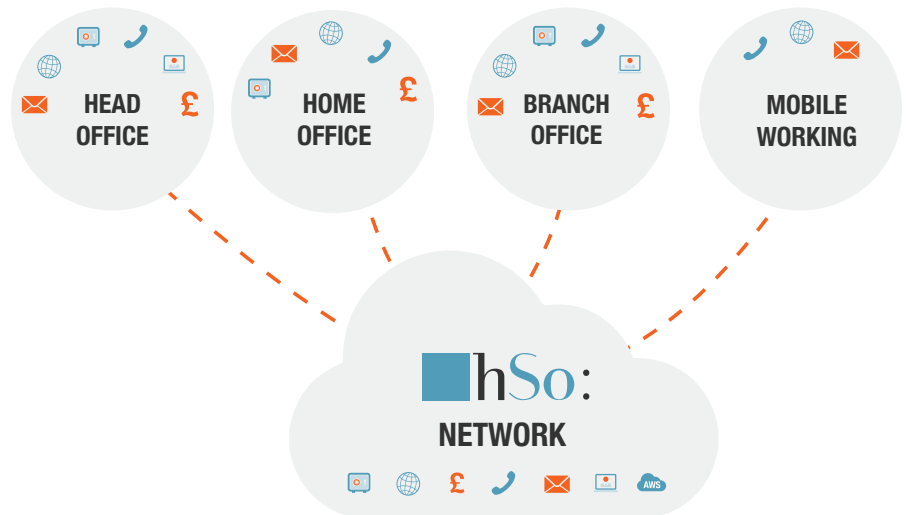 HEAD
OFFICE
£
HOME
OFFICE
£
BRANCH
OFFICE
£
MOBILE
WORKING
hSo:
NETWORK
£
AWS